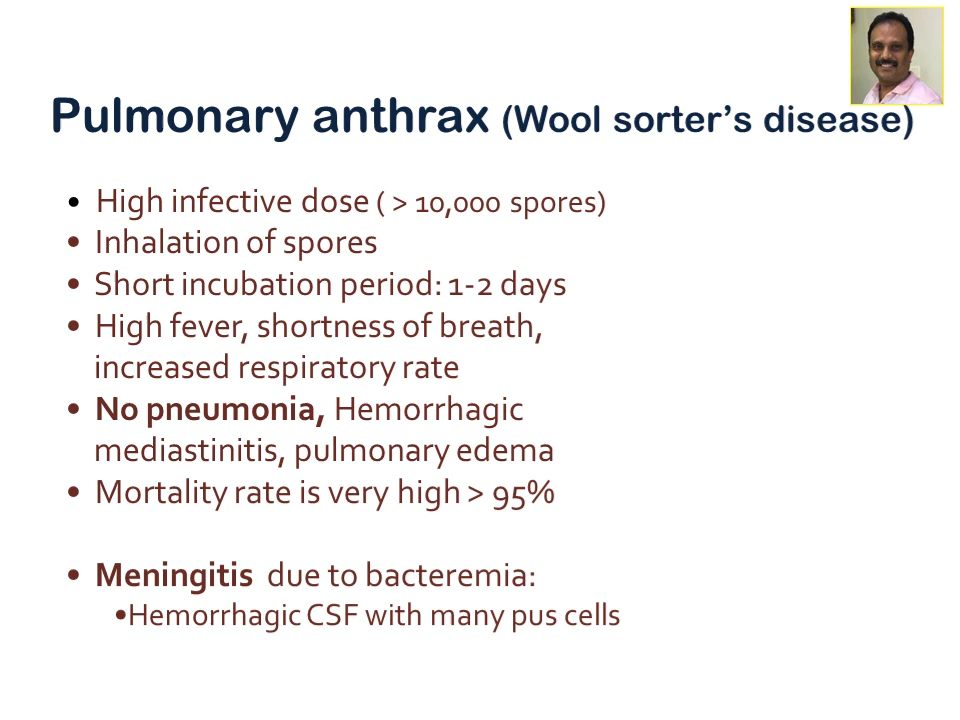 Pulmonary anthrax (Wool sorter’s disease)
• High infective dose ( > 10,000 spores)
• Inhalation of spores
• Short incubation period: 1-2 days
• High fever, shortness of breath,
increased respiratory rate
• No pneumonia, Hemorrhagic
mediastinitis, pulmonary edema
• Mortality rate is very high > 95%
• Meningitis due to bacteremia:
•Hemorrhagic CSF with many pus cells